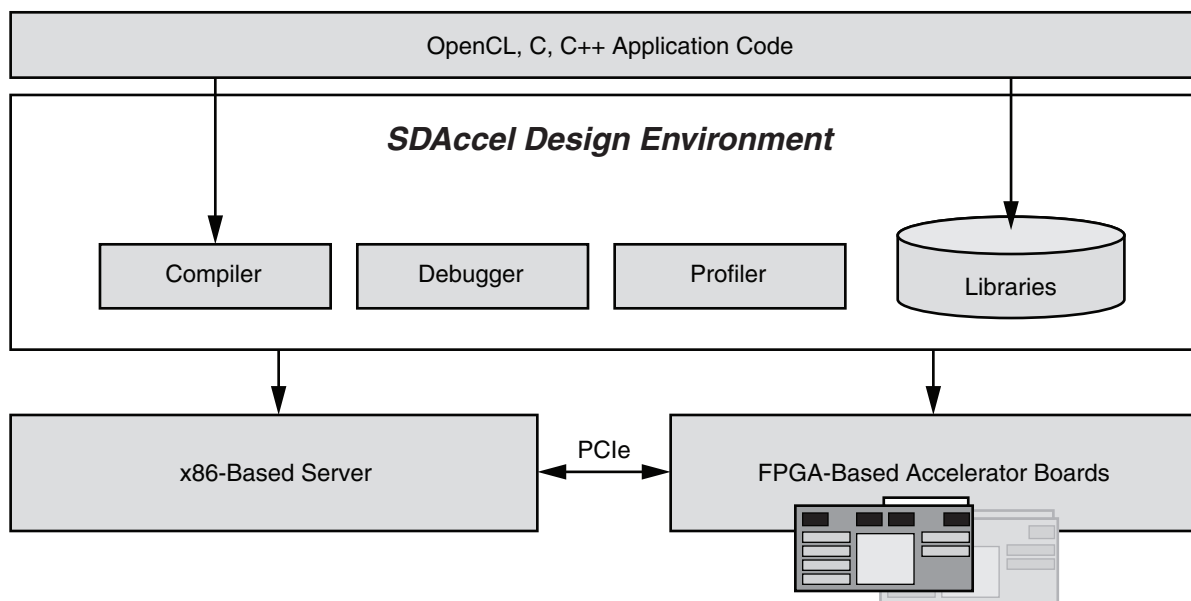 OpenCL, C, C++ Application Code
SDAccel Design Environment
Compiler
Debugger
Profiler
Libraries
x86-Based Server
PCIe
FPGA-Based Accelerator Boards